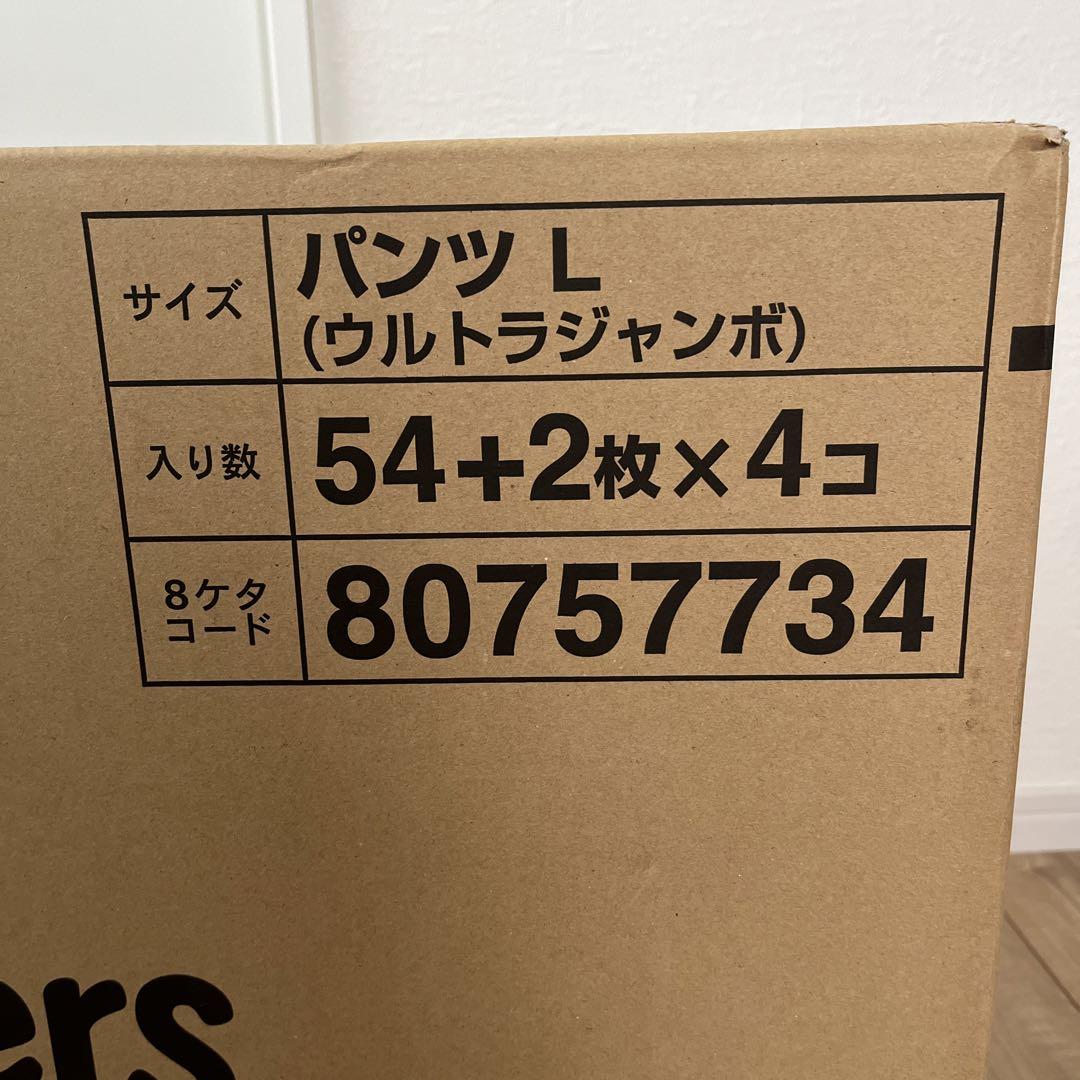 サイズ
パンツ L
(ウルトラジャンボ)
入り数
54+2枚×4コ
8ケタ
コード
80757734
ers